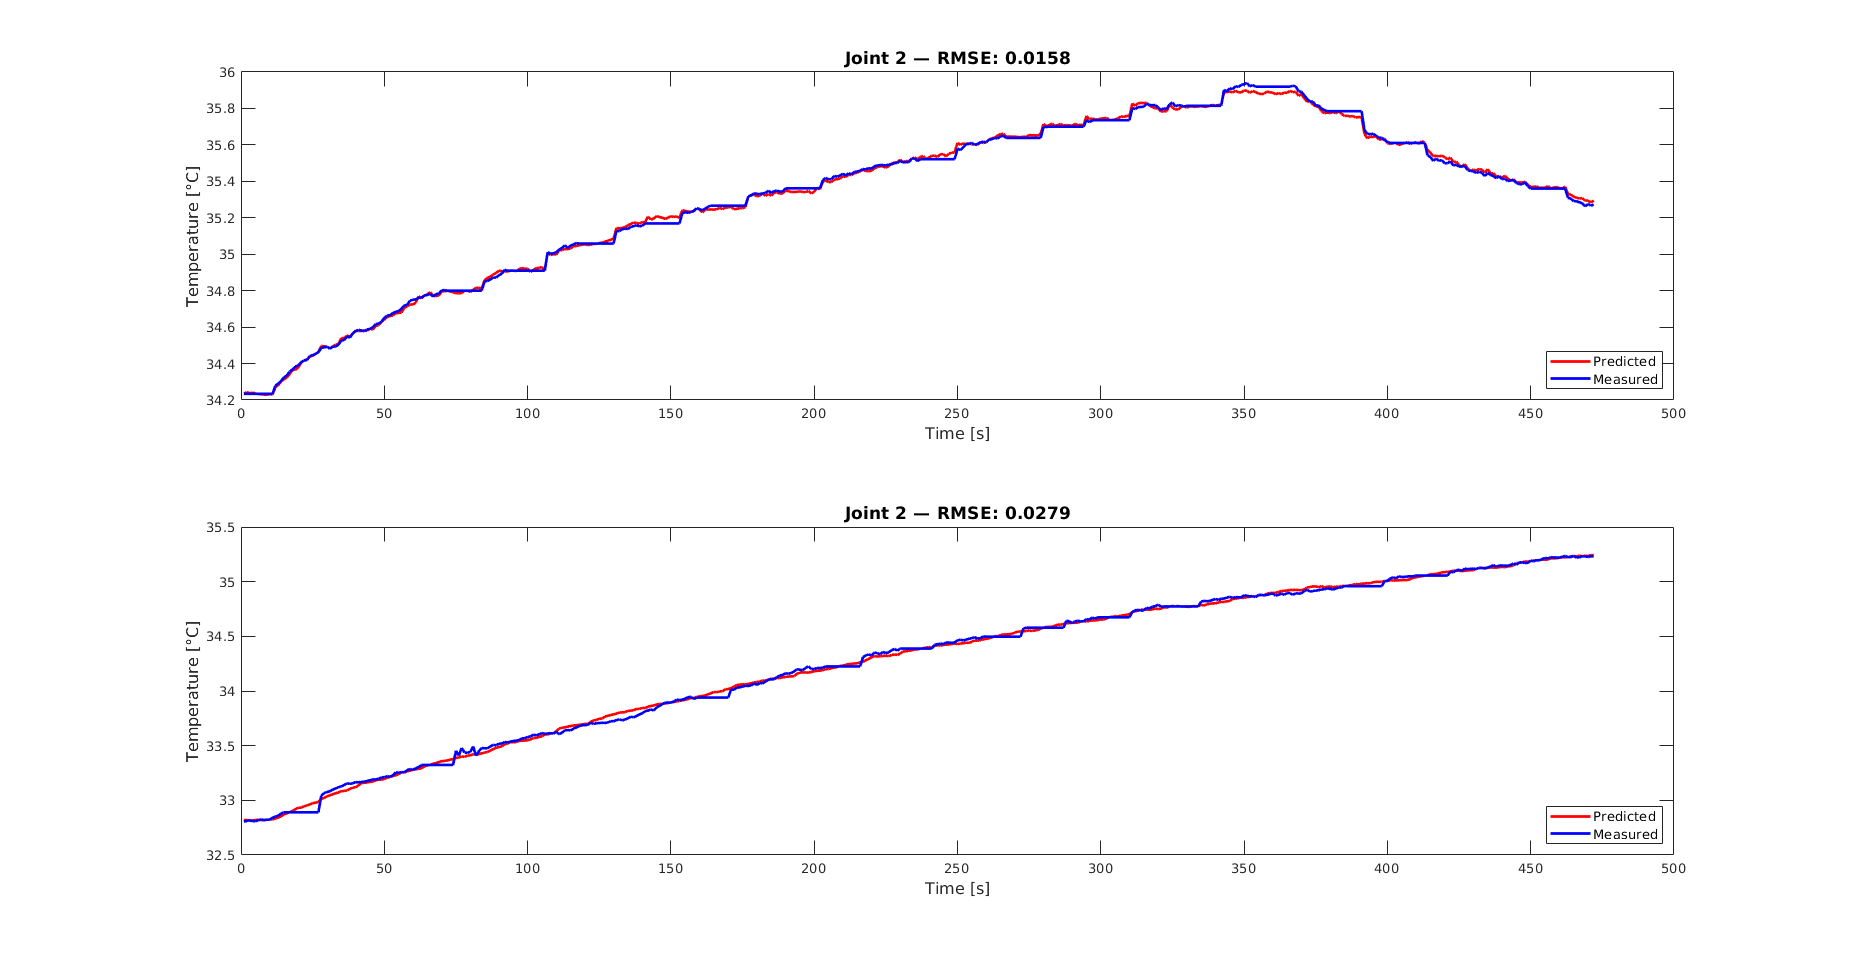 Joint 2 — RMSE: 0.0158
36
35.8
35.6
35.4
35.2
35
34.8
34.6
34.4
34.2
Temperature [°C]
0 50 100 150 200 250 300 350 400 450 500
Time [s]
Predicted
Measured
Joint 2 — RMSE: 0.0279
35.5
35
34.5
34
33.5
33
32.5
Temperature [°C]
0 50 100 150 200 250 300 350 400 450 500
Time [s]
Predicted
Measured